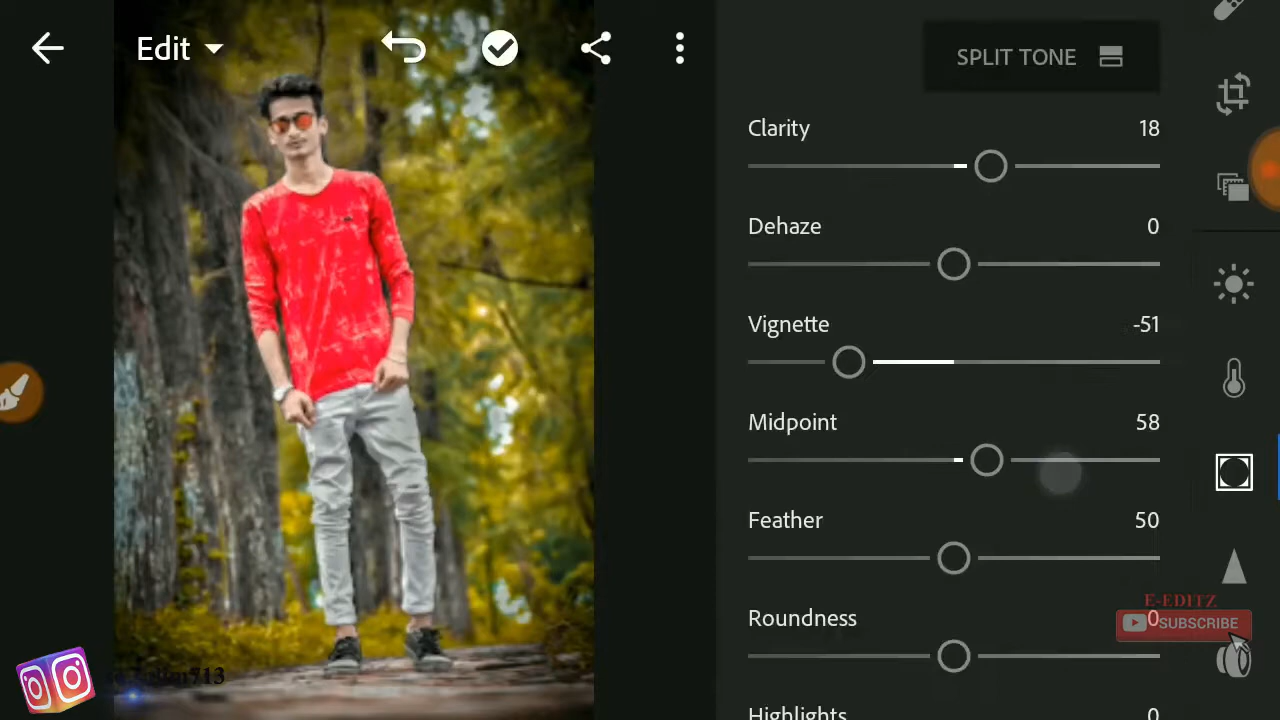 Edit
SPLIT TONE
Clarity 18
Dehaze 0
Vignette -51
Midpoint 58
Feather 50
E-EDITZ
SUBSCRIBE
Roundness 0
Highlights 0